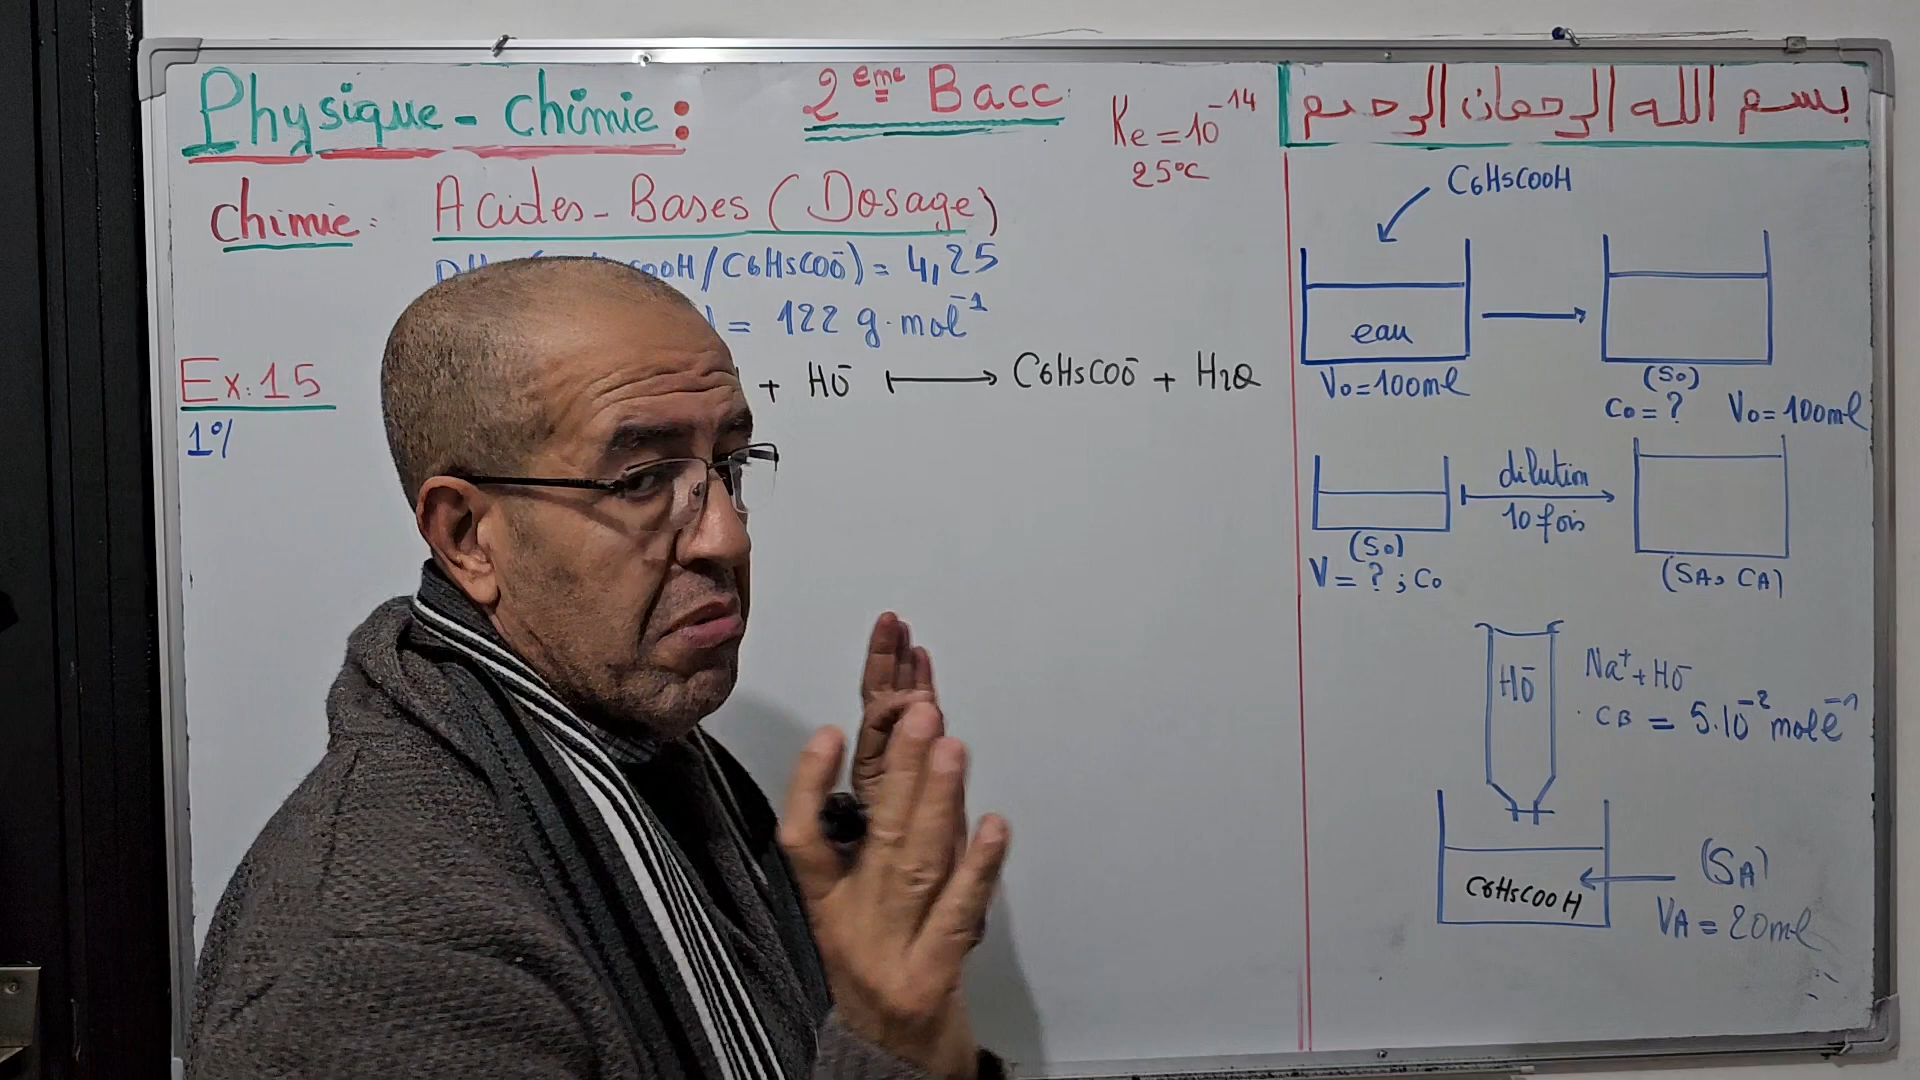 Physique-chimie:
2ème Bacc
Ke = 10⁻¹⁴
25°C
بسم الله الرحمان الرحيم
chimie: Acides-Bases (Dosage)
COOH/C6H5COO⁻) = 4,25
= 122 g.mol⁻¹
Ex:15
+ HO⁻ ⟼ C6H5COO⁻ + H2O
1°/
C6H5COOH
eau
V0=100ml
(S0)
C0=? V0=100ml
dilution
10 fois
(S0)
V=? ; C0
(SA, CA)
HO⁻
Na⁺+HO⁻
CB = 5.10⁻² mol l⁻¹
C6H5COOH
(SA)
VA = 20ml